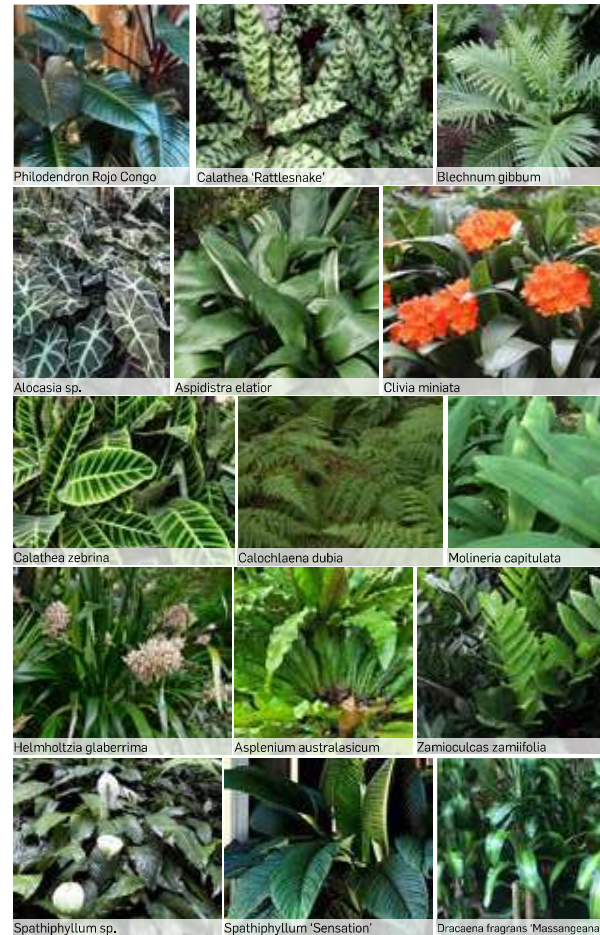 Philodendron Rojo Congo
Calathea 'Rattlesnake'
Blechnum gibbum
Alocasia sp.
Aspidistra elatior
Clivia miniata
Calathea zebrina
Calochlaena dubia
Molineria capitulata
Helmholtzia glaberrima
Asplenium australasicum
Zamioculcas zamiifolia
Spathiphyllum sp.
Spathiphyllum 'Sensation'
Dracaena fragrans 'Massangeana